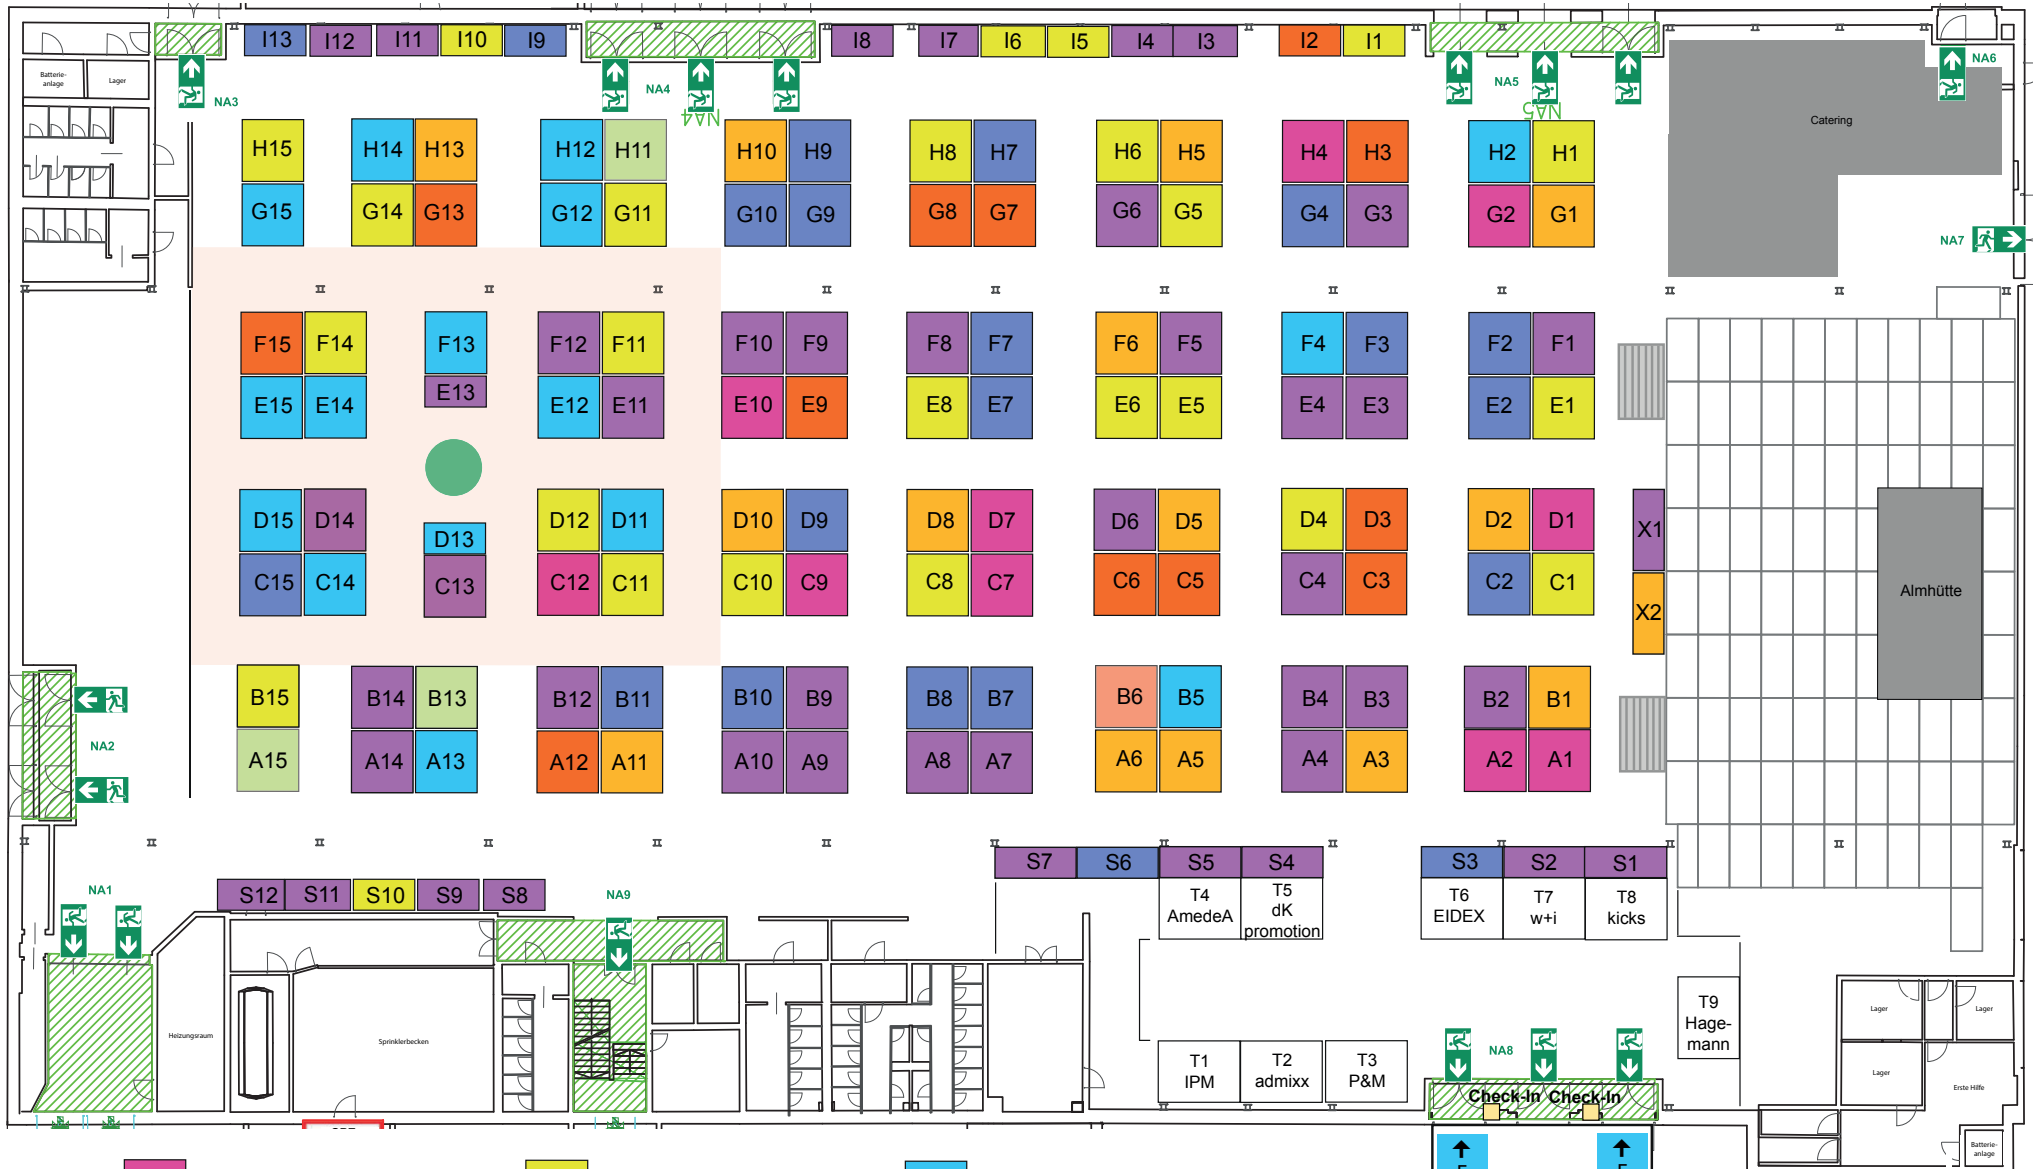 I13 I12 I11 I10 I9 I8 I7 I6 I5 I4 I3 I2 I1
NA3 NA4 NA5 NA6
NA4 NA5
Batterie-
anlage
Lager
Catering
H15 H14 H13 H12 H11 H10 H9 H8 H7 H6 H5 H4 H3 H2 H1
G15 G14 G13 G12 G11 G10 G9 G8 G7 G6 G5 G4 G3 G2 G1
NA7
F15 F14 F13 F12 F11 F10 F9 F8 F7 F6 F5 F4 F3 F2 F1
E15 E14 E13 E12 E11 E10 E9 E8 E7 E6 E5 E4 E3 E2 E1
D15 D14 D13 D12 D11 D10 D9 D8 D7 D6 D5 D4 D3 D2 D1
X1
C15 C14 C13 C12 C11 C10 C9 C8 C7 C6 C5 C4 C3 C2 C1
X2
Almhütte
B15 B14 B13 B12 B11 B10 B9 B8 B7 B6 B5 B4 B3 B2 B1
NA2
A15 A14 A13 A12 A11 A10 A9 A8 A7 A6 A5 A4 A3 A2 A1
S7 S6 S5 S4 S3 S2 S1
NA1
S12 S11 S10 S9 S8
NA9
T4
AmedeA
T5
dK
promotion
T6
EIDEX
T7
w+i
T8
kicks
T9
Hage-
mann
Heizungsraum
Sprinklerbecken
T1
IPM
T2
admixx
T3
P&M
NA8
Check-In Check-In
Lager
Lager
Lager
Erste Hilfe
Batterie-
anlage